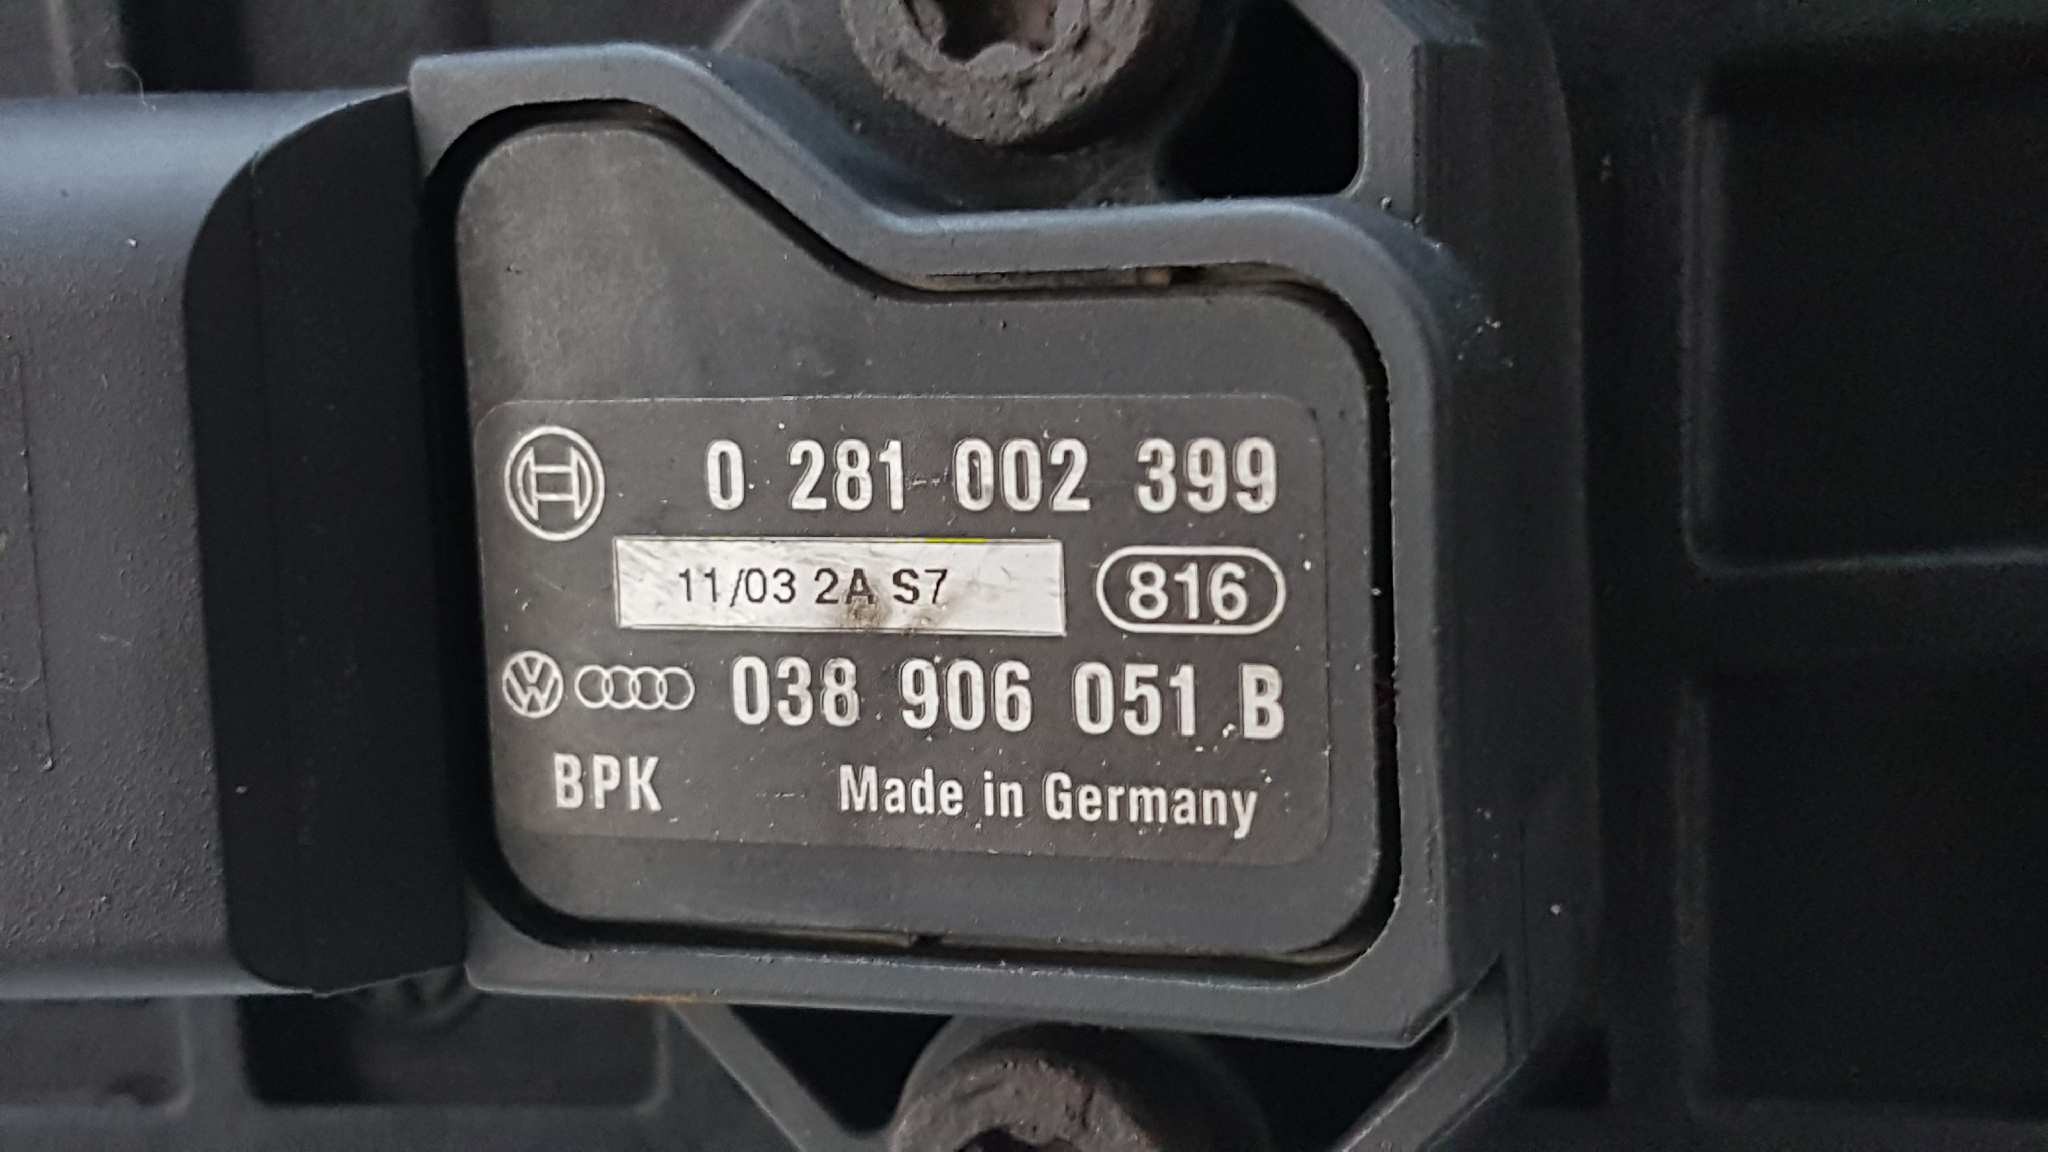 0 281 002 399
11/03 2A S7 816
038 906 051 B
BPK Made in Germany